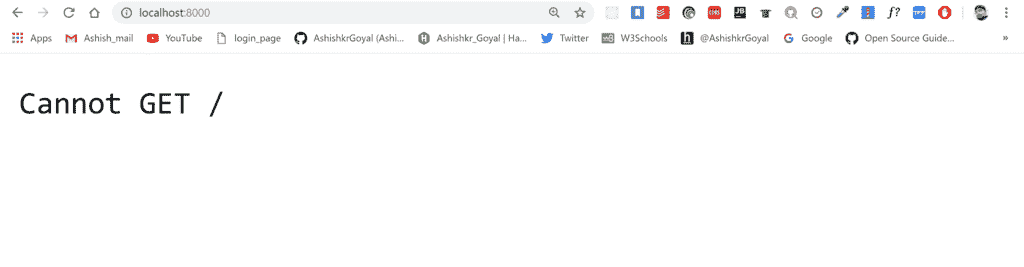 localhost:8000
Apps Ashish_mail YouTube login_page AshishkrGoyal (Ashi... Ashishkr_Goyal | Ha... Twitter W3Schools @AshishkrGoyal Google Open Source Guide... »
Cannot GET /